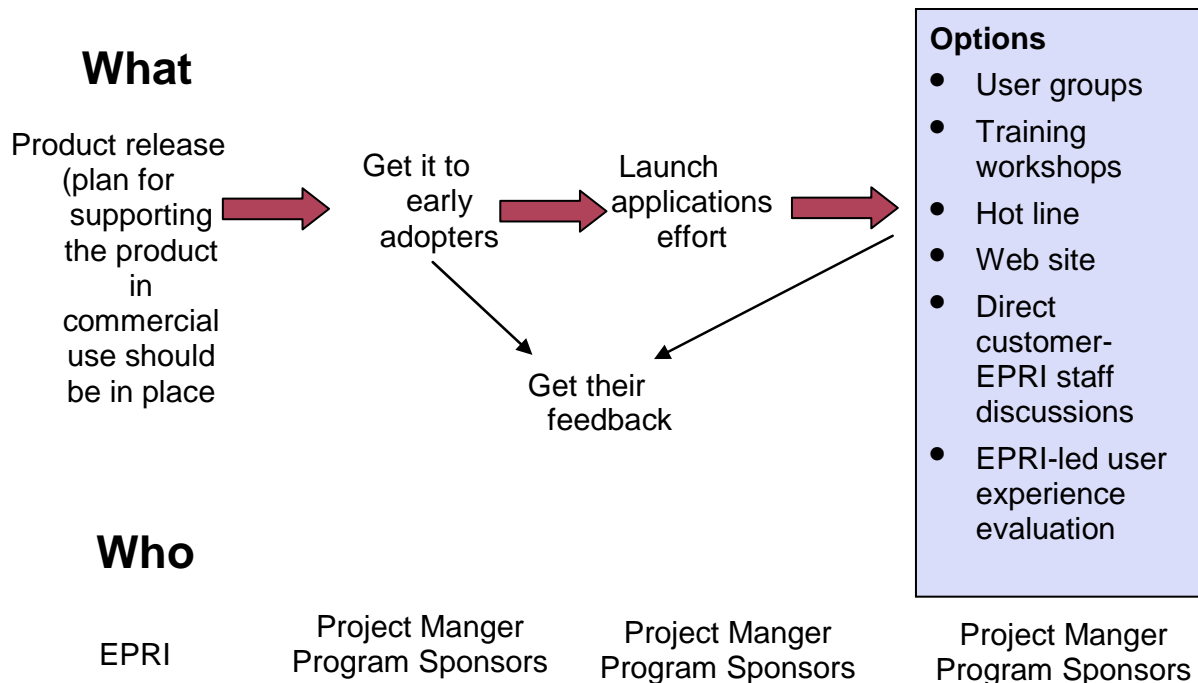 What
Product release
(plan for
supporting
the product
in
commercial
use should
be in place
Get it to
early
adopters
Launch
applications
effort
Get their
feedback
Options
• User groups
• Training
workshops
• Hot line
• Web site
• Direct
customer-
EPRI staff
discussions
• EPRI-led user
experience
evaluation
Who
EPRI
Project Manger
Program Sponsors
Project Manger
Program Sponsors
Project Manger
Program Sponsors